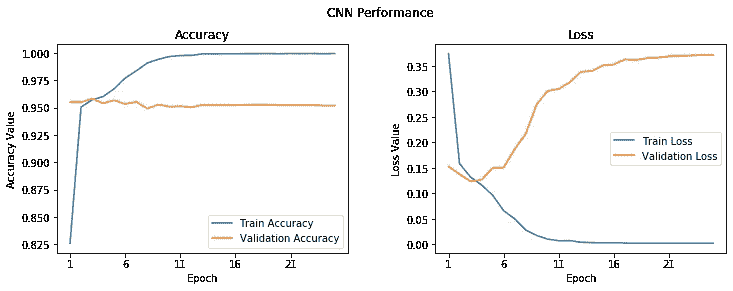 CNN Performance
Accuracy
Accuracy Value
1.000
0.975
0.950
0.925
0.900
0.875
0.850
0.825
Train Accuracy
Validation Accuracy
1 6 11 16 21
Epoch
Loss
Loss Value
0.35
0.30
0.25
0.20
0.15
0.10
0.05
0.00
Train Loss
Validation Loss
1 6 11 16 21
Epoch